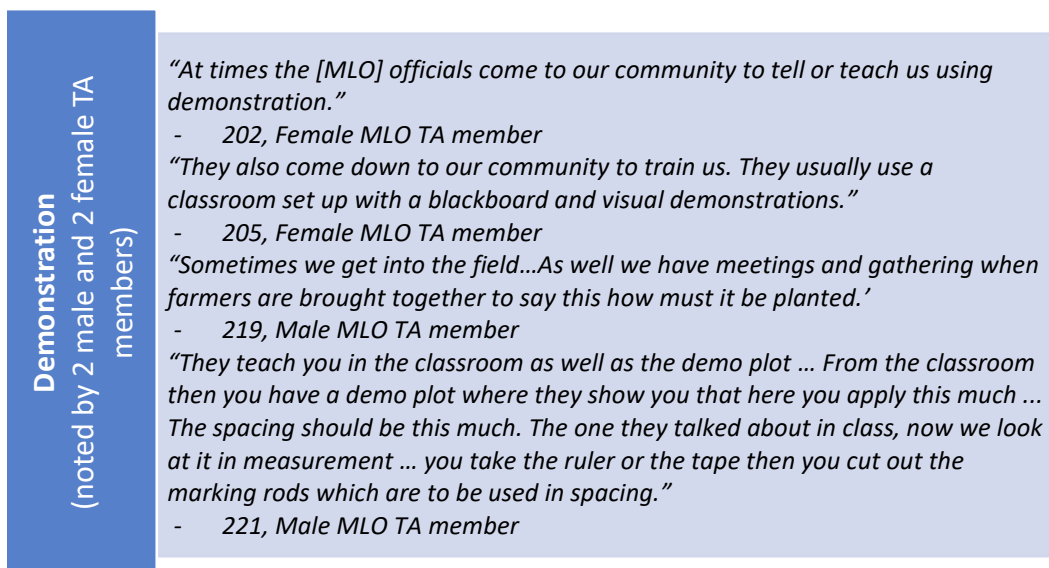 Demonstration
(noted by 2 male and 2 female TA
members)
“At times the [MLO] officials come to our community to tell or teach us using
demonstration.”
- 202, Female MLO TA member
“They also come down to our community to train us. They usually use a
classroom set up with a blackboard and visual demonstrations.”
- 205, Female MLO TA member
“Sometimes we get into the field…As well we have meetings and gathering when
farmers are brought together to say this how must it be planted.’
- 219, Male MLO TA member
“They teach you in the classroom as well as the demo plot … From the classroom
then you have a demo plot where they show you that here you apply this much ...
The spacing should be this much. The one they talked about in class, now we look
at it in measurement … you take the ruler or the tape then you cut out the
marking rods which are to be used in spacing.”
- 221, Male MLO TA member